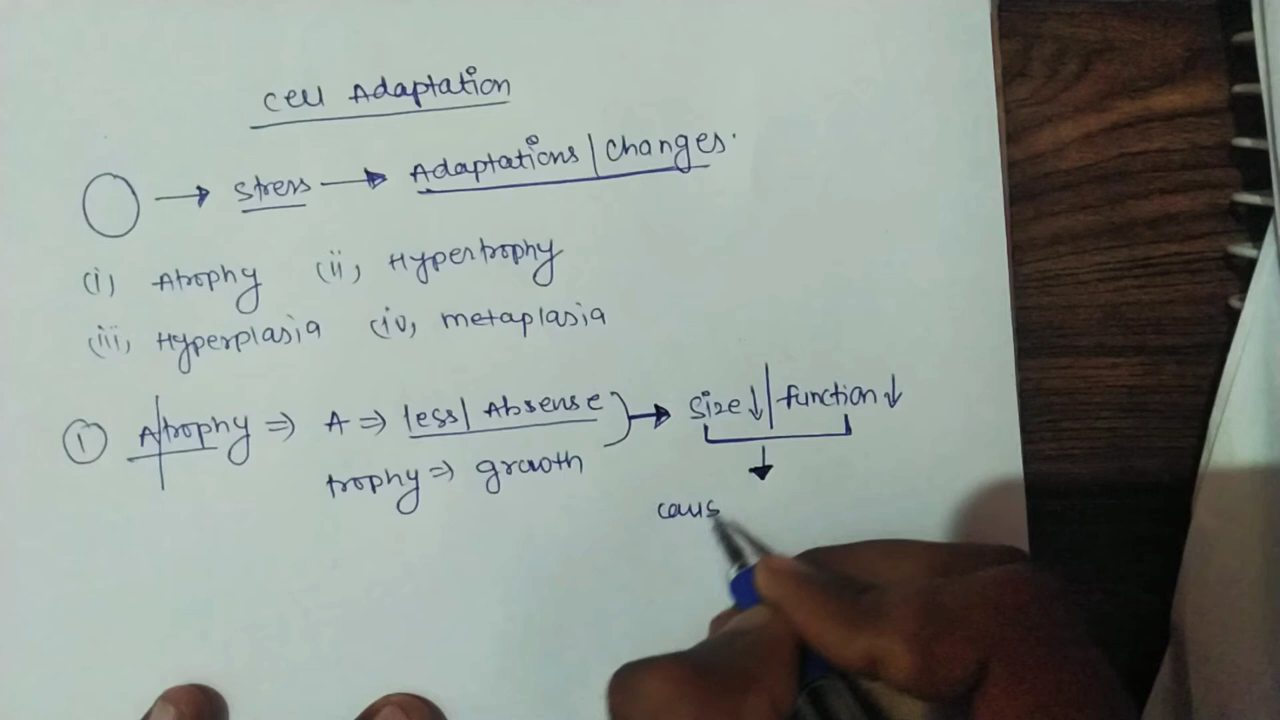 Cell Adaptation
→ Stress → Adaptations | Changes.
(i) Atrophy (ii) Hypertrophy
(iii) Hyperplasia (iv) metaplasia
① Atrophy ⇒ A ⇒ less | Absense → Size ↓ | function ↓
trophy ⇒ growth
caus